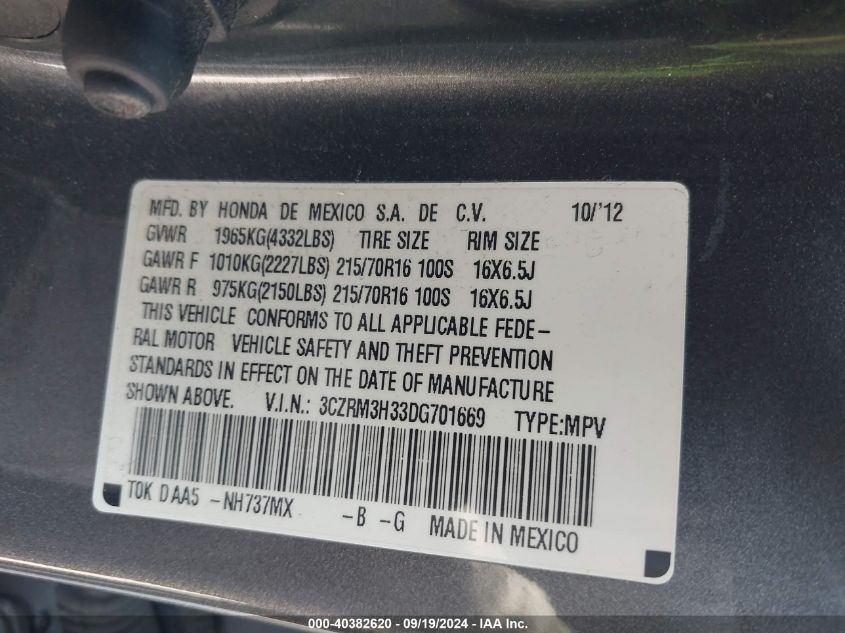 MFD. BY HONDA DE MEXICO S.A. DE C.V. 10/'12
GVWR 1965KG(4332LBS) TIRE SIZE RIM SIZE
GAWR F 1010KG(2227LBS) 215/70R16 100S 16X6.5J
GAWR R 975KG(2150LBS) 215/70R16 100S 16X6.5J
THIS VEHICLE CONFORMS TO ALL APPLICABLE FEDE-
RAL MOTOR VEHICLE SAFETY AND THEFT PREVENTION
STANDARDS IN EFFECT ON THE DATE OF MANUFACTURE
SHOWN ABOVE. V.I.N.: 3CZRM3H33DG701669 TYPE:MPV
T0K D AA5 -NH737MX -B -G MADE IN MEXICO
000-40382620 - 09/19/2024 - IAA Inc.